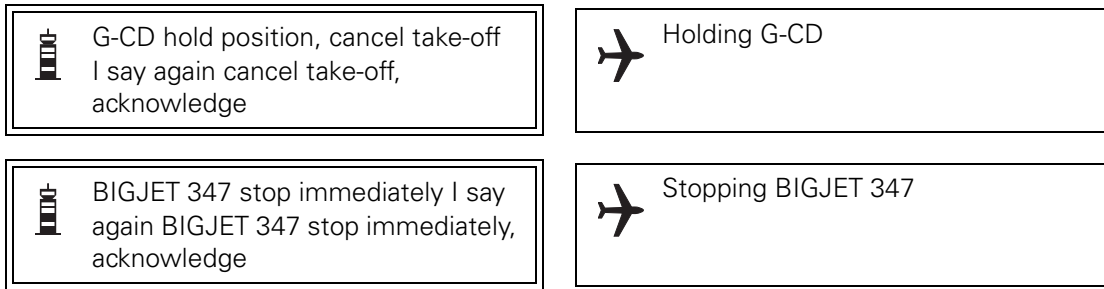 G-CD hold position, cancel take-off
I say again cancel take-off,
acknowledge
Holding G-CD
BIGJET 347 stop immediately I say
again BIGJET 347 stop immediately,
acknowledge
Stopping BIGJET 347